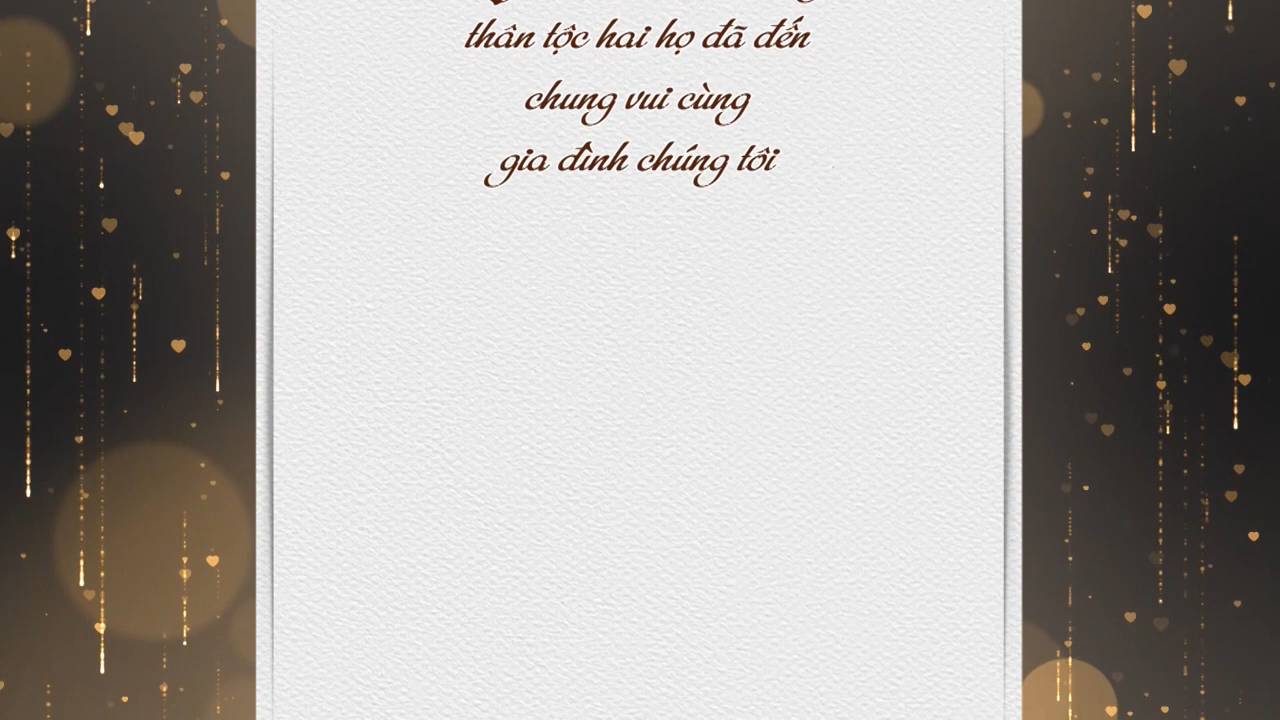 thân tộc hai họ đã đến
chung vui cùng
gia đình chúng tôi